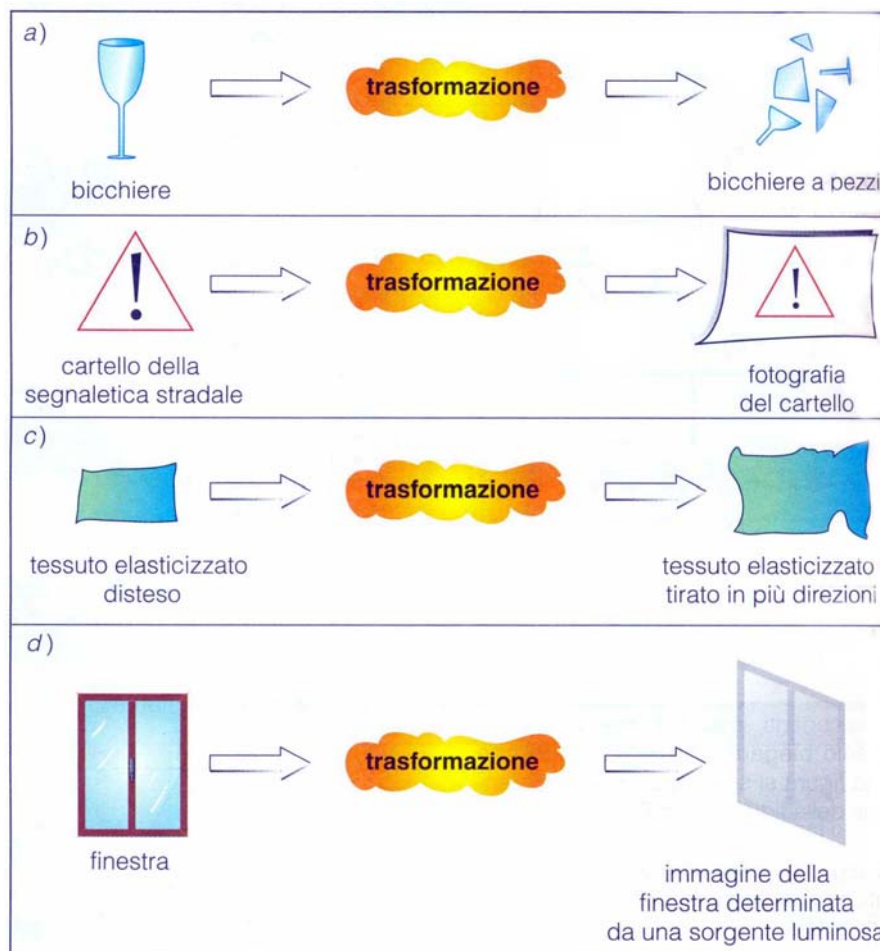 a)
trasformazione
bicchiere
bicchiere a pezzi
b)
!
trasformazione
!
cartello della
segnaletica stradale
fotografia
del cartello
c)
trasformazione
tessuto elasticizzato
disteso
tessuto elasticizzato
tirato in più direzioni
d)
trasformazione
finestra
immagine della
finestra determinata
da una sorgente luminosa